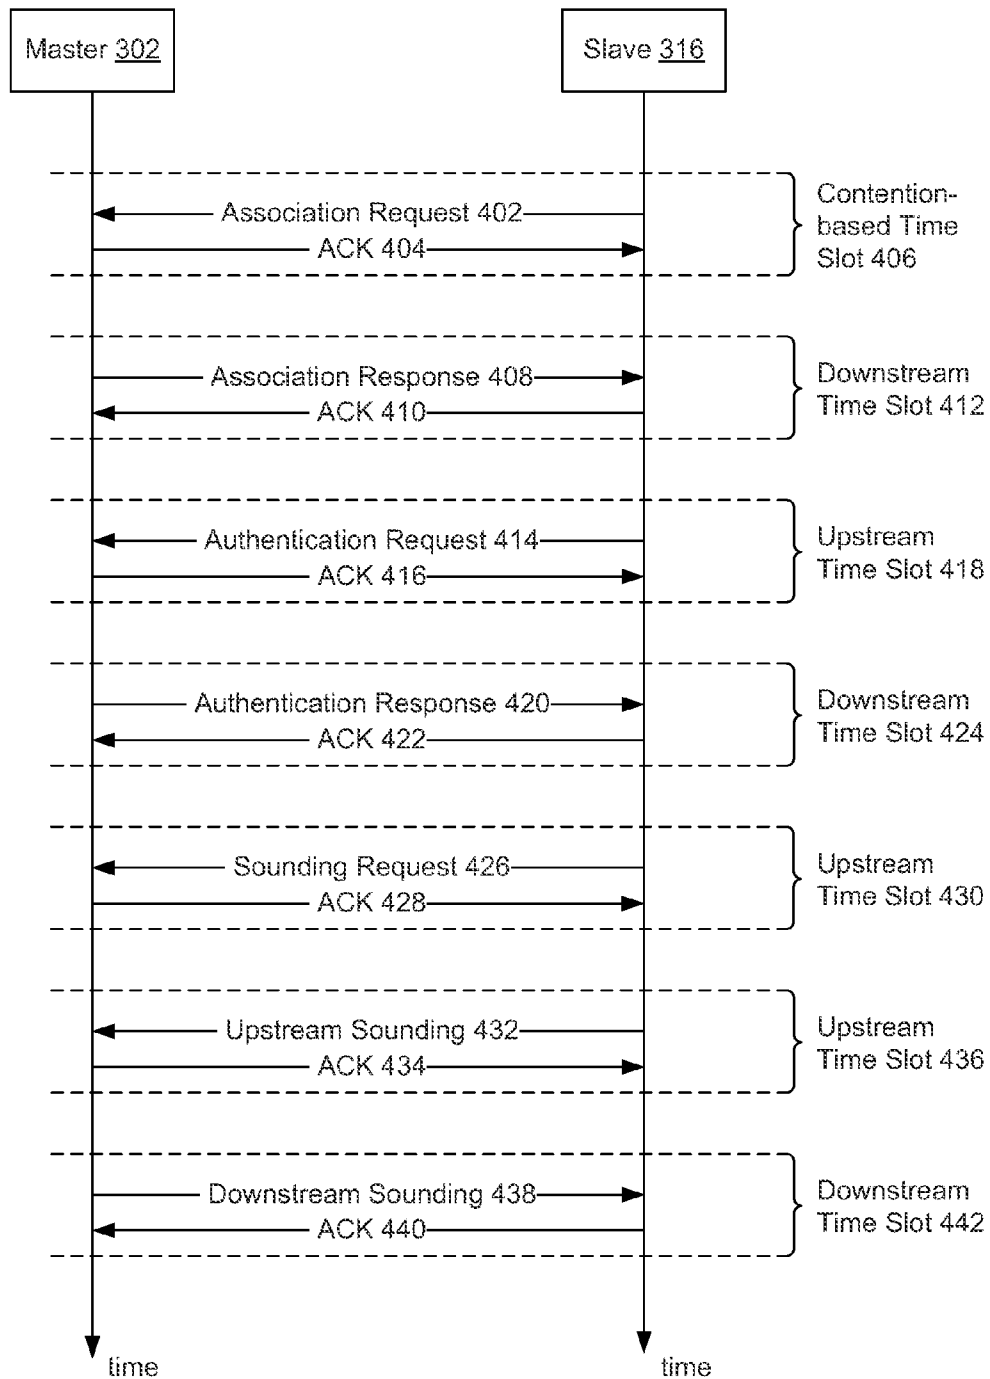 Master 302
Slave 316
Association Request 402
ACK 404
Contention-
based Time
Slot 406
Association Response 408
ACK 410
Downstream
Time Slot 412
Authentication Request 414
ACK 416
Upstream
Time Slot 418
Authentication Response 420
ACK 422
Downstream
Time Slot 424
Sounding Request 426
ACK 428
Upstream
Time Slot 430
Upstream Sounding 432
ACK 434
Upstream
Time Slot 436
Downstream Sounding 438
ACK 440
Downstream
Time Slot 442
time
time